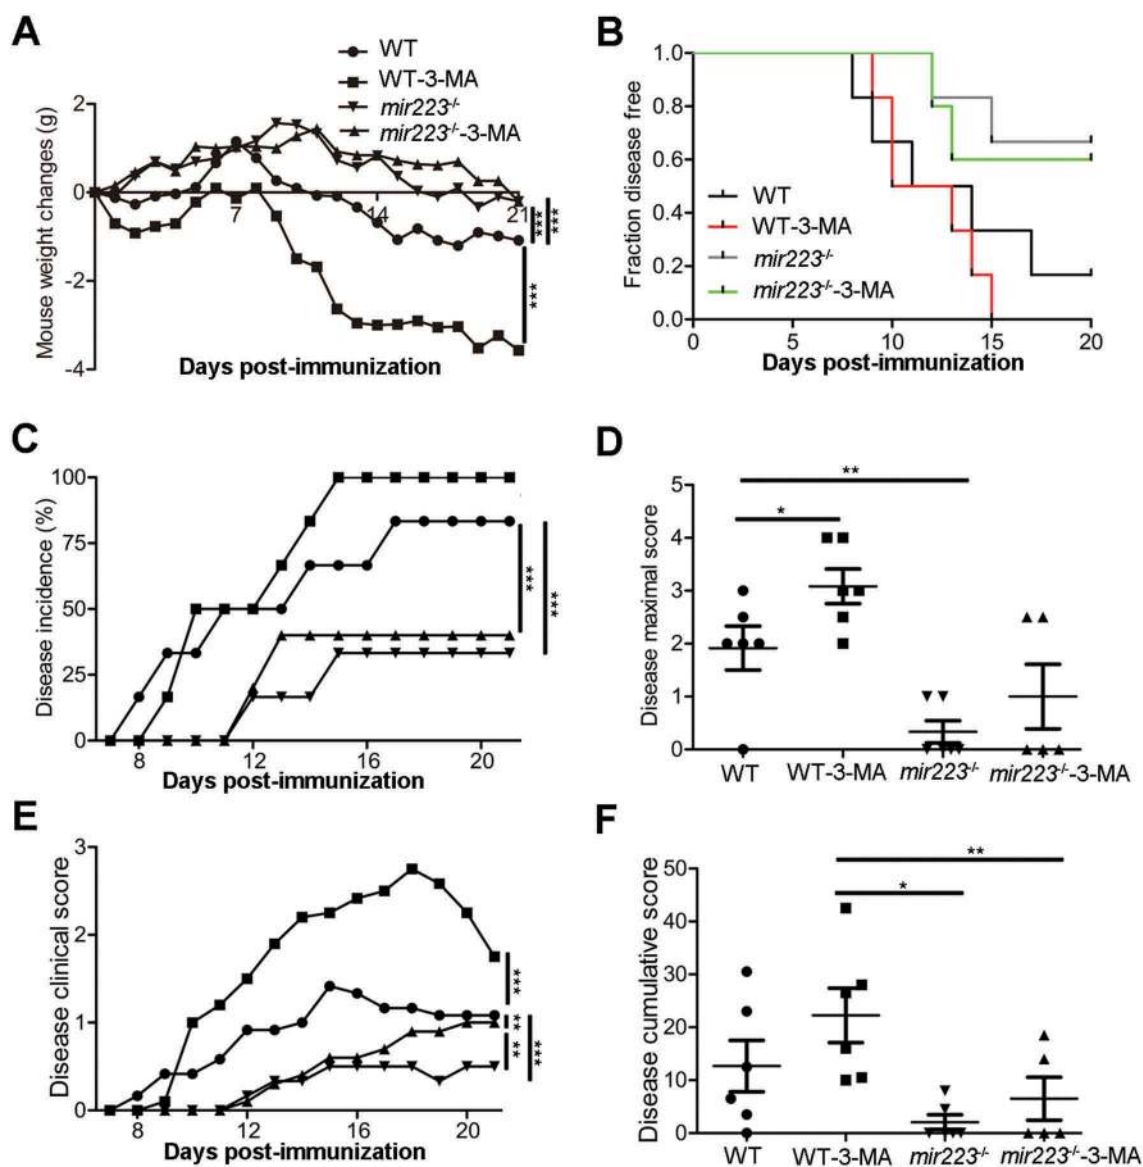 A
WT
WT-3-MA
mir223-/-
mir223-/--3-MA
Mouse weight changes (g)
2
0
-2
-4
7
14
21
***
***
***
Days post-immunization
B
Fraction disease free
1.0
0.8
0.6
0.4
0.2
0.0
WT
WT-3-MA
mir223-/-
mir223-/--3-MA
0 5 10 15 20
Days post-immunization
C
Disease incidence (%)
100
75
50
25
0
***
***
8 12 16 20
Days post-immunization
D
Disease maximal score
5
4
3
2
1
0
**
*
WT WT-3-MA mir223-/- mir223-/--3-MA
E
Disease clinical score
3
2
1
0
***
**
**
***
8 12 16 20
Days post-immunization
F
Disease cumulative score
50
40
30
20
10
0
**
*
WT WT-3-MA mir223-/- mir223-/--3-MA